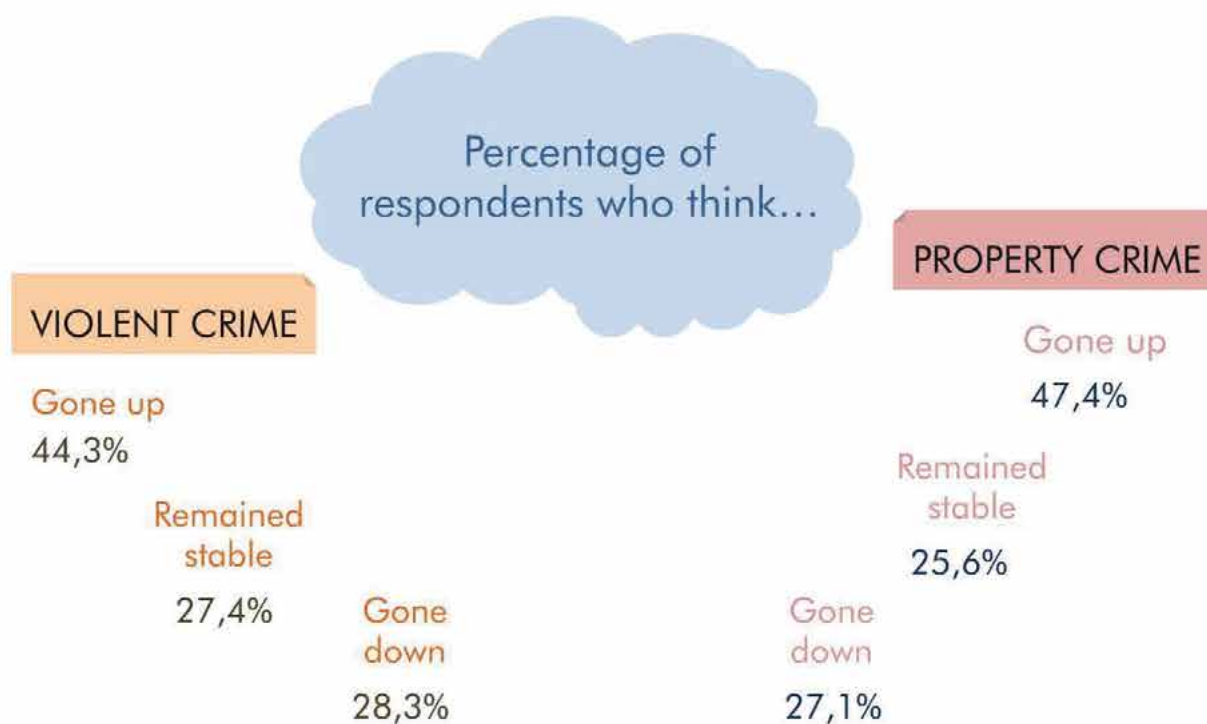 Percentage of
respondents who think...
VIOLENT CRIME
Gone up
44,3%
Remained
stable
27,4%
Gone
down
28,3%
PROPERTY CRIME
Gone up
47,4%
Remained
stable
25,6%
Gone
down
27,1%